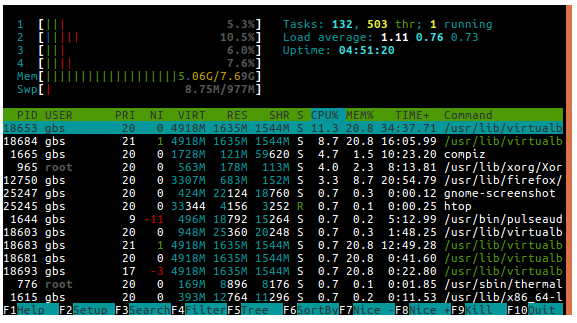 1 [||| 5.3%] Tasks: 132, 503 thr; 1 running
2 [||||| 10.5%] Load average: 1.11 0.76 0.73
3 [||| 6.0%] Uptime: 04:51:20
4 [|||| 7.6%]
Mem[||||||||||||||||||||5.06G/7.69G]
Swp[| 8.75M/977M]
PID USER PRI NI VIRT RES SHR S CPU% MEM% TIME+ Command
18653 gbs 20 0 4918M 1635M 1544M S 11.3 20.8 34:37.71 /usr/lib/virtualb
18684 gbs 21 1 4918M 1635M 1544M S 8.7 20.8 16:05.99 /usr/lib/virtualb
1665 gbs 20 0 1728M 121M 59620 S 4.7 1.5 10:23.20 compiz
965 root 20 0 563M 178M 113M S 4.0 2.3 8:13.81 /usr/lib/xorg/Xor
12750 gbs 20 0 3307M 683M 152M S 3.3 8.7 20:54.79 /usr/lib/firefox/
25247 gbs 20 0 424M 22124 18760 S 0.7 0.3 0:00.12 gnome-screenshot
25245 gbs 20 0 33344 4156 3252 R 0.7 0.1 0:00.25 htop
1644 gbs 9 -11 496M 18792 15264 S 0.7 0.2 5:12.99 /usr/bin/pulseaud
18603 gbs 20 0 948M 25360 20248 S 0.7 0.3 1:48.25 /usr/lib/virtualb
18683 gbs 21 1 4918M 1635M 1544M S 0.7 20.8 12:49.28 /usr/lib/virtualb
18681 gbs 20 0 4918M 1635M 1544M S 0.7 20.8 0:41.60 /usr/lib/virtualb
18693 gbs 17 -3 4918M 1635M 1544M S 0.7 20.8 0:22.80 /usr/lib/virtualb
776 root 20 0 169M 8896 8176 S 0.7 0.1 0:01.85 /usr/sbin/thermal
1615 gbs 20 0 393M 12764 11296 S 0.7 0.2 0:11.53 /usr/lib/x86_64-l
F1Help F2Setup F3SearchF4FilterF5Tree F6SortByF7Nice -F8Nice +F9Kill F10Quit